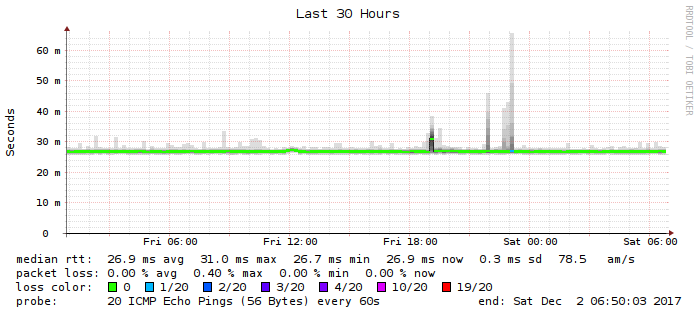 Last 30 Hours
RRDTOOL / TOBI OETIKER
Seconds
60 m
50 m
40 m
30 m
20 m
10 m
0
Fri 06:00 Fri 12:00 Fri 18:00 Sat 00:00 Sat 06:00
median rtt: 26.9 ms avg 31.0 ms max 26.7 ms min 26.9 ms now 0.3 ms sd 78.5 am/s
packet loss: 0.00 % avg 0.40 % max 0.00 % min 0.00 % now
loss color: 0 1/20 2/20 3/20 4/20 10/20 19/20
probe: 20 ICMP Echo Pings (56 Bytes) every 60s end: Sat Dec 2 06:50:03 2017